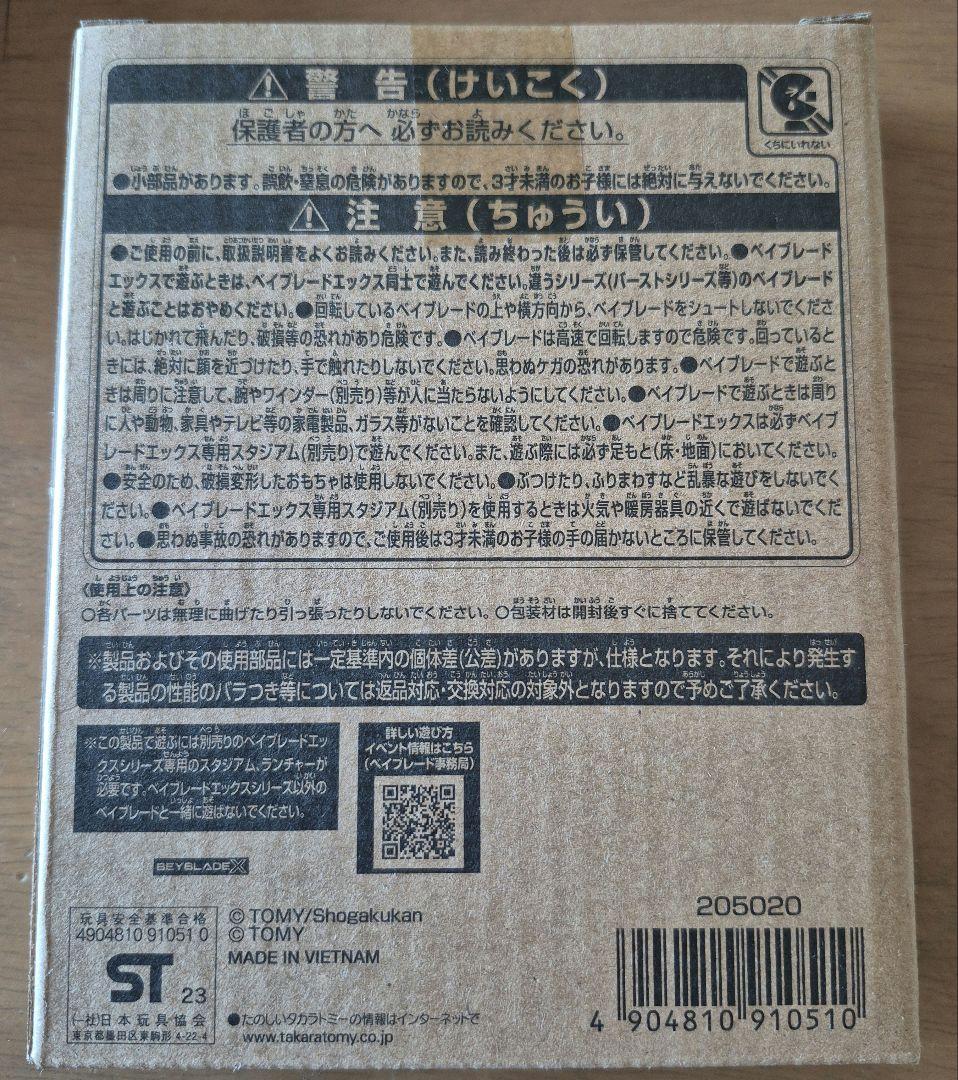 ⚠ 警 告(けいこく)
保護者の方へ 必ずお読みください。
くちにいれない
●小部品があります。誤飲・窒息の危険がありますので、3才未満のお子様には絶対に与えないでください。
⚠ 注 意(ちゅうい)
●ご使用の前に、取扱説明書をよくお読みください。また、読み終わった後は必ず保管してください。●ベイブレード
エックスで遊ぶときは、ベイブレードエックス同士で遊んでください。違うシリーズ(バーストシリーズ等)のベイブレード
と遊ぶことはおやめください。●回転しているベイブレードの上や横方向から、ベイブレードをシュートしないでくださ
い。はじかれて飛んだり、破損等の恐れがあり危険です。●ベイブレードは高速で回転しますので危険です。回っていると
きには、絶対に顔を近づけたり、手で触れたりしないでください。思わぬケガの恐れがあります。●ベイブレードで遊ぶと
きは周りに注意して、腕やワインダー(別売り)等が人に当たらないようにしてください。●ベイブレードで遊ぶときは周り
に人や動物、家具やテレビ等の家電製品、ガラス等がないことを確認してください。●ベイブレードエックスは必ずベイブ
レードエックス専用スタジアム(別売り)で遊んでください。また、遊ぶ際には必ず足もと(床・地面)においてください。
●安全のため、破損変形したおもちゃは使用しないでください。●ぶつけたり、ふりまわすなど乱暴な遊びをしないでく
ださい。●ベイブレードエックス専用スタジアム(別売り)を使用するときは火気や暖房器具の近くで遊ばないでくださ
い。●思わぬ事故の恐れがありますので、ご使用後は3才未満のお子様の手の届かないところに保管してください。
〈使用上の注意〉
○各パーツは無理に曲げたり引っ張ったりしないでください。○包装材は開封後すぐに捨ててください。
※製品およびその使用部品には一定基準内の個体差(公差)がありますが、仕様となります。それにより発生す
る製品の性能のバラつき等については返品対応・交換対応の対象外となりますので予めご了承ください。
※この製品で遊ぶには別売りのベイブレードエッ
クスシリーズ専用のスタジアム、ランチャーが
必要です。ベイブレードエックスシリーズ以外の
ベイブレードと一緒に遊ばないでください。
詳しい遊び方
イベント情報はこちら
(ベイブレード事務局)
BEYBLADE X
玩具安全基準合格
4904810 91051 0
ST 23
(一社)日本玩具協会
東京都墨田区東駒形 4-22-4
© TOMY/Shogakukan
© TOMY
MADE IN VIETNAM
●たのしいタカラトミーの情報はインターネットで
www.takaratomy.co.jp
205020
4 904810 910510